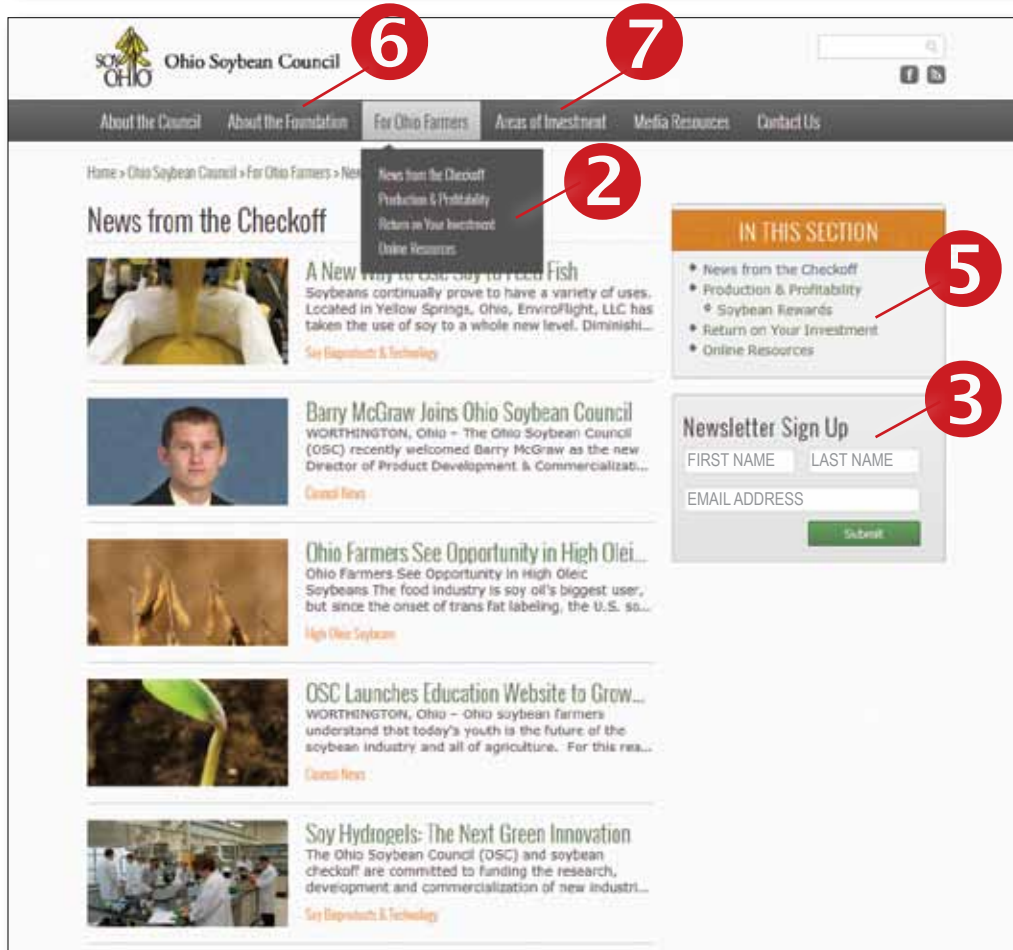 6
7
SOY
OHIO
Ohio Soybean Council
About the Council
About the Foundation
For Ohio Farmers
Areas of Investment
Media Resources
Contact Us
Home » Ohio Soybean Council » For Ohio Farmers »
News from the Checkoff
Production & Profitability
Return on Your Investment
Online Resources
2
News from the Checkoff
A New Way to Use Soy to Feed Fish
Soybeans continually prove to have a variety of uses.
Located in Yellow Springs, Ohio, EnviroFlight, LLC has
taken the use of soy to a whole new level. Diminishi...
Soy Bioproducts & Technology
Barry McGraw Joins Ohio Soybean Council
WORTHINGTON, Ohio – The Ohio Soybean Council
(OSC) recently welcomed Barry McGraw as the new
Director of Product Development & Commercializati...
Council News
Ohio Farmers See Opportunity in High Olei...
Ohio Farmers See Opportunity in High Oleic
Soybeans The food industry is soy oil's biggest user,
but since the onset of trans fat labeling, the U.S. so...
High Oleic Soybeans
OSC Launches Education Website to Grow...
WORTHINGTON, Ohio – Ohio soybean farmers
understand that today's youth is the future of the
soybean industry and all of agriculture. For this rea...
Council News
Soy Hydrogels: The Next Green Innovation
The Ohio Soybean Council (OSC) and soybean
checkoff are committed to funding the research,
development and commercialization of new industri...
Soy Bioproducts & Technology
IN THIS SECTION
News from the Checkoff
Production & Profitability
Soybean Rewards
Return on Your Investment
Online Resources
5
3
Newsletter Sign Up
FIRST NAME
LAST NAME
EMAIL ADDRESS
Submit